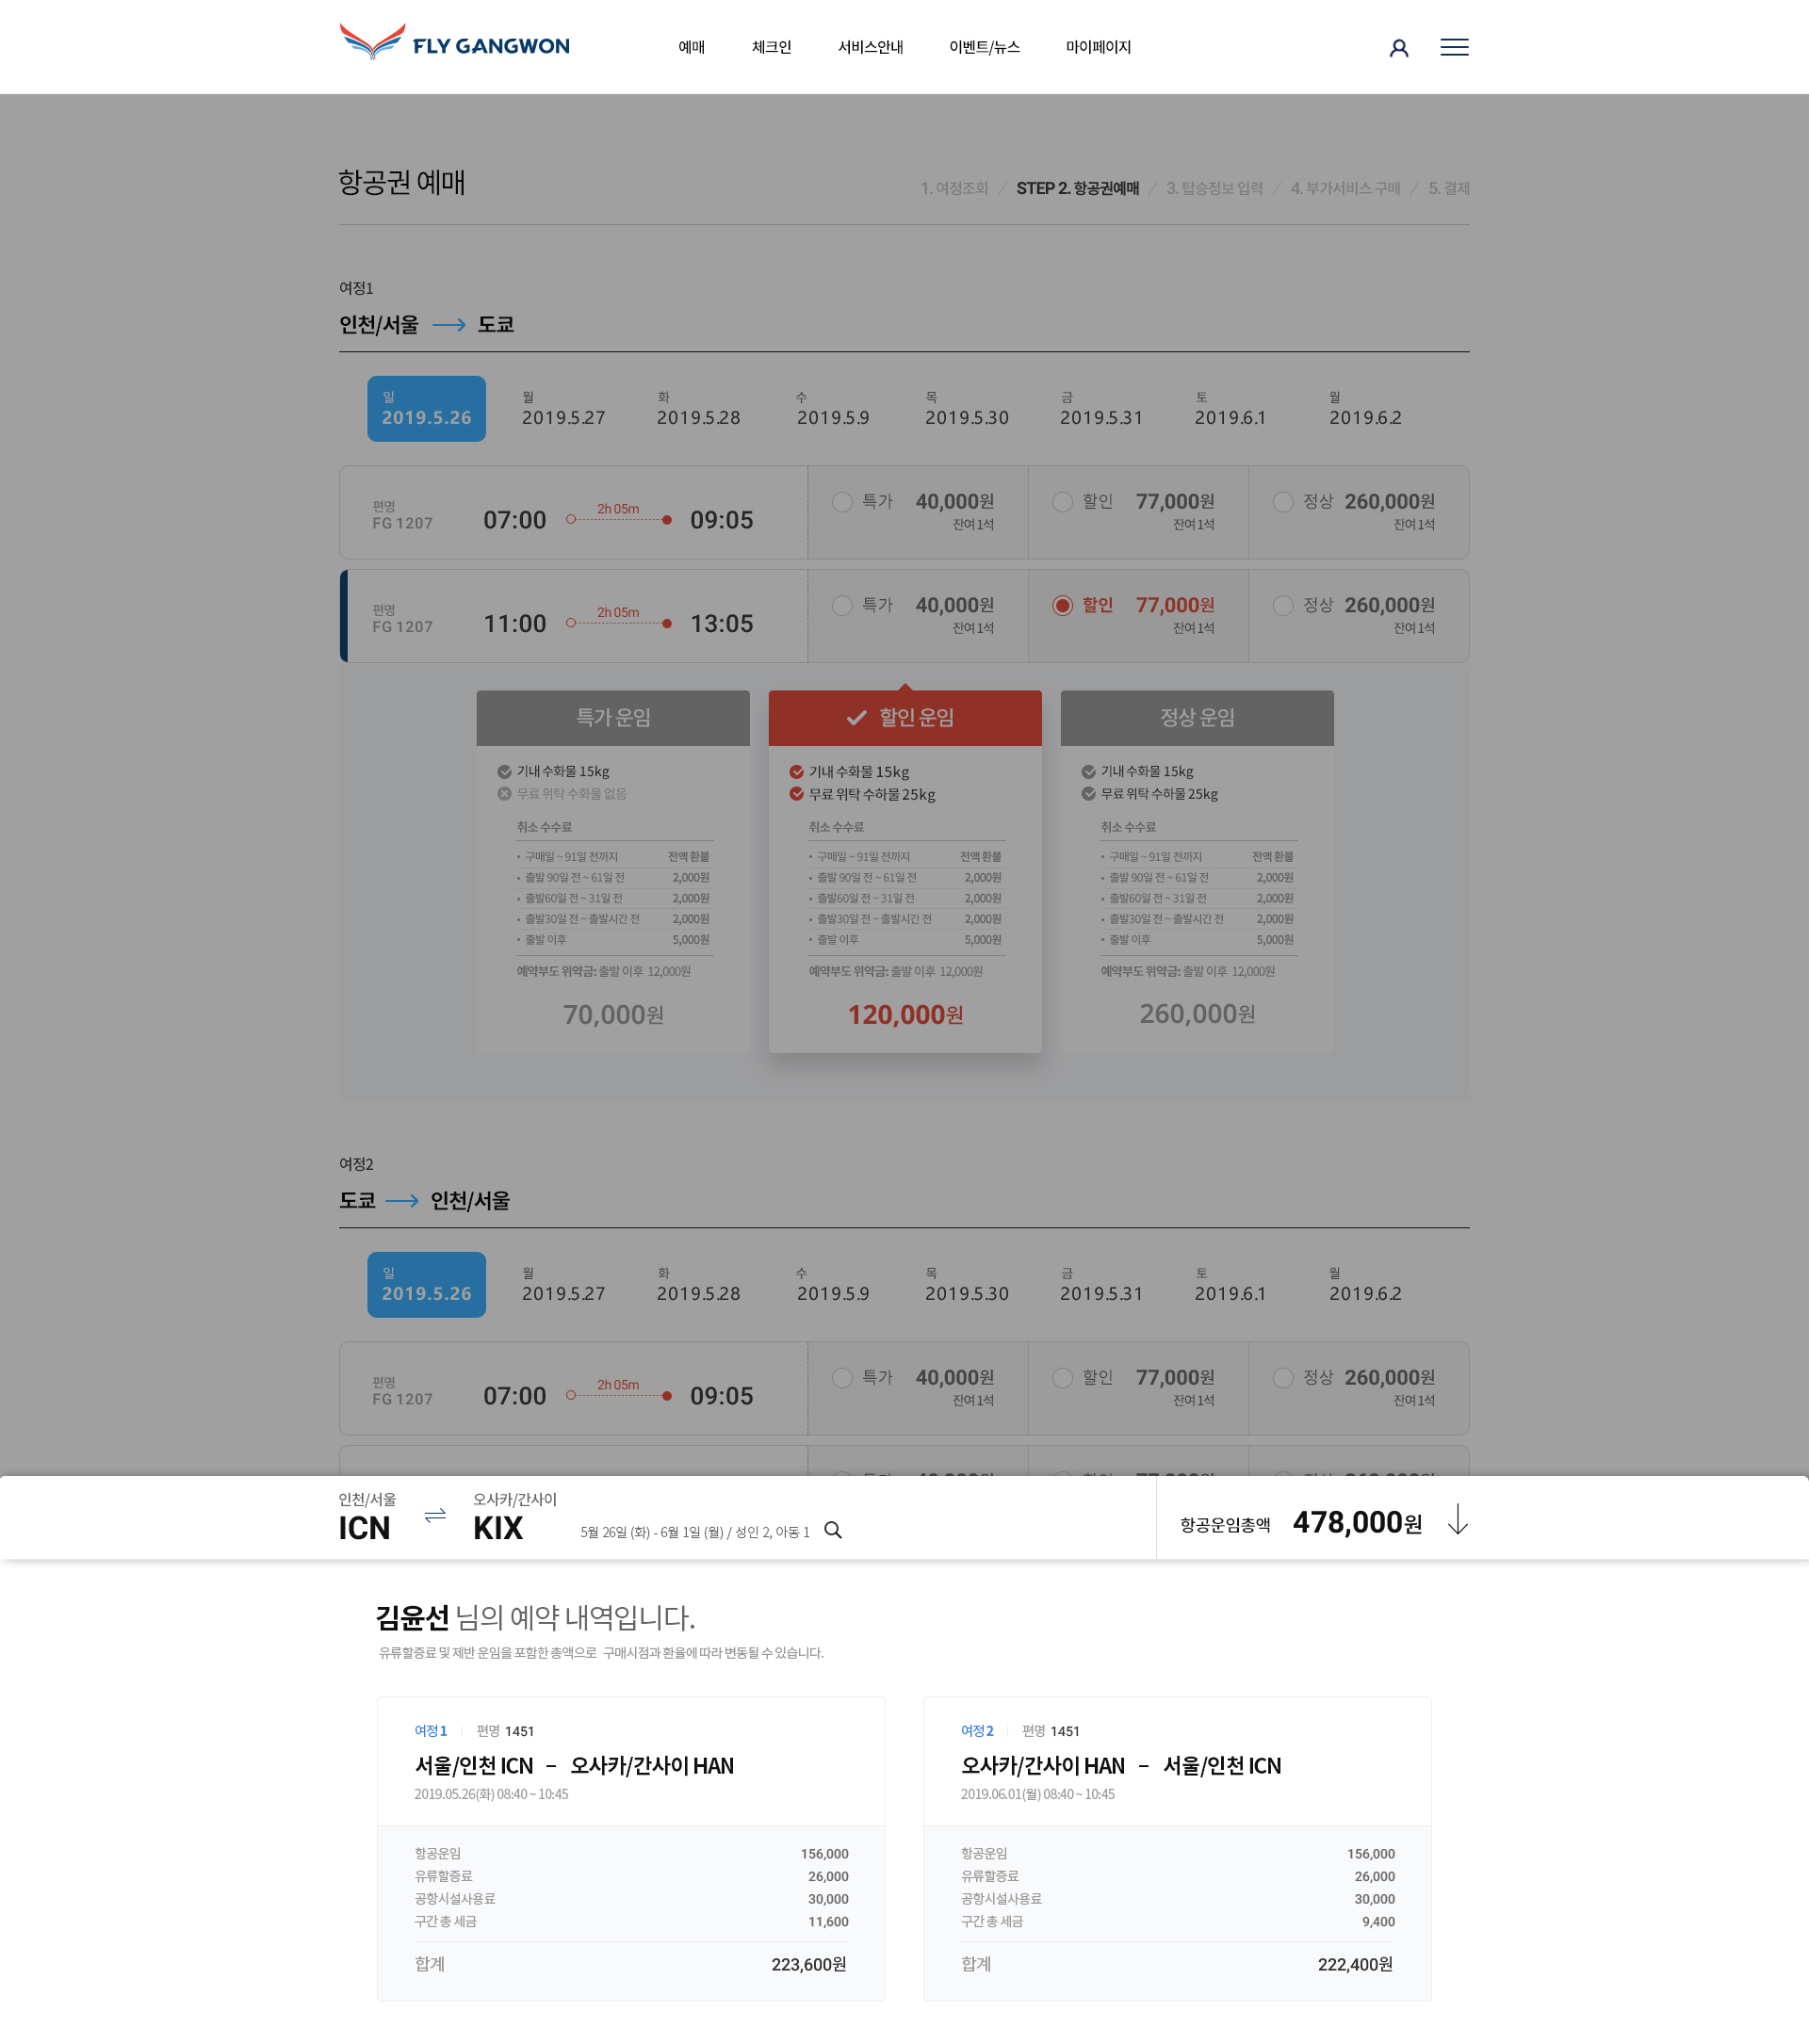 FLY GANGWON
예매 체크인 서비스안내 이벤트/뉴스 마이페이지
항공권 예매
1. 여정조회 / STEP 2. 항공권예매 / 3. 탑승정보 입력 / 4. 부가서비스 구매 / 5. 결제
여정1
인천/서울 도쿄
일 월 화 수 목 금 토 월
2019.5.26 2019.5.27 2019.5.28 2019.5.9 2019.5.30 2019.5.31 2019.6.1 2019.6.2
편명
FG 1207
07:00 2h 05m 09:05
특가 40,000원
잔여 1석
할인 77,000원
잔여 1석
정상 260,000원
잔여 1석
편명
FG 1207
11:00 2h 05m 13:05
특가 40,000원
잔여 1석
할인 77,000원
잔여 1석
정상 260,000원
잔여 1석
특가 운임
기내 수화물 15kg
무료 위탁 수화물 없음
취소 수수료
• 구매일 ~ 91일 전까지 전액 환불
• 출발 90일 전 ~ 61일 전 2,000원
• 출발60일 전 ~ 31일 전 2,000원
• 출발30일 전 ~ 출발시간 전 2,000원
• 출발 이후 5,000원
예약부도 위약금: 출발 이후 12,000원
70,000원
할인 운임
기내 수화물 15kg
무료 위탁 수하물 25kg
취소 수수료
• 구매일 ~ 91일 전까지 전액 환불
• 출발 90일 전 ~ 61일 전 2,000원
• 출발60일 전 ~ 31일 전 2,000원
• 출발30일 전 ~ 출발시간 전 2,000원
• 출발 이후 5,000원
예약부도 위약금: 출발 이후 12,000원
120,000원
정상 운임
기내 수화물 15kg
무료 위탁 수하물 25kg
취소 수수료
• 구매일 ~ 91일 전까지 전액 환불
• 출발 90일 전 ~ 61일 전 2,000원
• 출발60일 전 ~ 31일 전 2,000원
• 출발30일 전 ~ 출발시간 전 2,000원
• 출발 이후 5,000원
예약부도 위약금: 출발 이후 12,000원
260,000원
여정2
도쿄 인천/서울
일 월 화 수 목 금 토 월
2019.5.26 2019.5.27 2019.5.28 2019.5.9 2019.5.30 2019.5.31 2019.6.1 2019.6.2
편명
FG 1207
07:00 2h 05m 09:05
특가 40,000원
잔여 1석
할인 77,000원
잔여 1석
정상 260,000원
잔여 1석
인천/서울
ICN
오사카/간사이
KIX
5월 26일 (화) - 6월 1일 (월) / 성인 2, 아동 1
항공운임총액 478,000원
김윤선 님의 예약 내역입니다.
유류할증료 및 제반 운임을 포함한 총액으로 구매시점과 환율에 따라 변동될 수 있습니다.
여정1 편명 1451
서울/인천 ICN – 오사카/간사이 HAN
2019.05.26(화) 08:40 ~ 10:45
항공운임 156,000
유류할증료 26,000
공항시설사용료 30,000
구간 총 세금 11,600
합계 223,600원
여정2 편명 1451
오사카/간사이 HAN – 서울/인천 ICN
2019.06.01(월) 08:40 ~ 10:45
항공운임 156,000
유류할증료 26,000
공항시설사용료 30,000
구간 총 세금 9,400
합계 222,400원